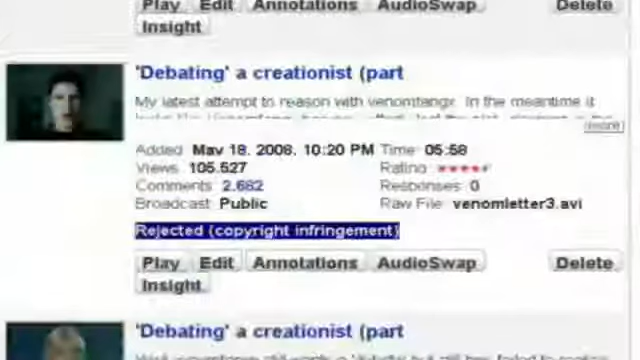 Play Edit Annotations AudioSwap Delete
Insight
'Debating' a creationist (part
My latest attempt to reason with venomfangx. In the meantime it
(more)
Added: May 18, 2008, 10:20 PM Time: 05:58
Views: 105,527 Rating:
Comments: 2,682 Responses: 0
Broadcast: Public Raw File: venomletter3.avi
Rejected (copyright infringement)
Play Edit Annotations AudioSwap Delete
Insight
'Debating' a creationist (part